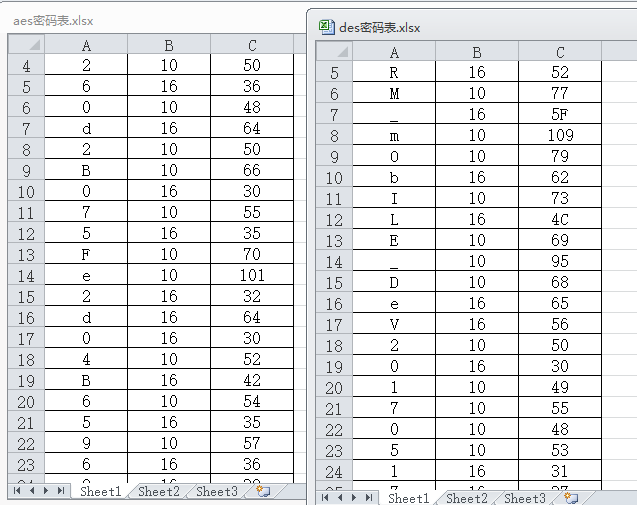 aes密码表.xlsx
A B C
4 2 10 50
5 6 16 36
6 0 10 48
7 d 16 64
8 2 10 50
9 B 10 66
10 0 16 30
11 7 10 55
12 5 16 35
13 F 10 70
14 e 10 101
15 2 16 32
16 d 16 64
17 0 16 30
18 4 10 52
19 B 16 42
20 6 10 54
21 5 16 35
22 9 10 57
23 6 16 36
Sheet1 Sheet2 Sheet3
des密码表.xlsx
A B C
5 R 16 52
6 M 10 77
7 _ 16 5F
8 m 10 109
9 O 10 79
10 b 16 62
11 I 10 73
12 L 16 4C
13 E 10 69
14 _ 10 95
15 D 10 68
16 e 16 65
17 V 16 56
18 2 10 50
19 0 16 30
20 1 10 49
21 7 10 55
22 0 10 48
23 5 10 53
24 1 16 31
Sheet1 Sheet2 Sheet3